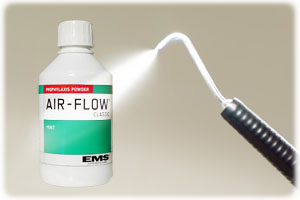 PROPHYLAXIS POWDER
AIR-FLOW®
CLASSIC
MINT
EMS